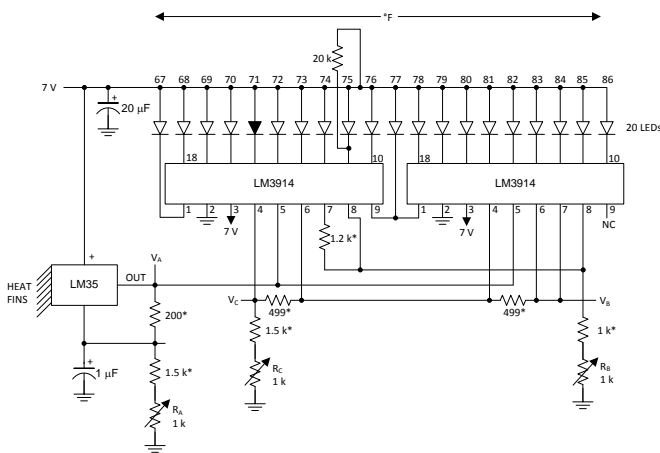 °F
20 k
7 V
67 68 69 70 71 72 73 74 75 76 77 78 79 80 81 82 83 84 85 86
20 μF
20 LEDs
18 10 18 10
LM3914 LM3914
1 2 3 4 5 6 7 8 9 1 2 3 4 5 6 7 8 9
7 V 7 V NC
1.2 k*
VA
LM35 OUT
HEAT
FINS
200*
VC 499* 499* VB
1.5 k* 1 k*
1 μF 1.5 k*
RC
1 k
RB
1 k
RA
1 k